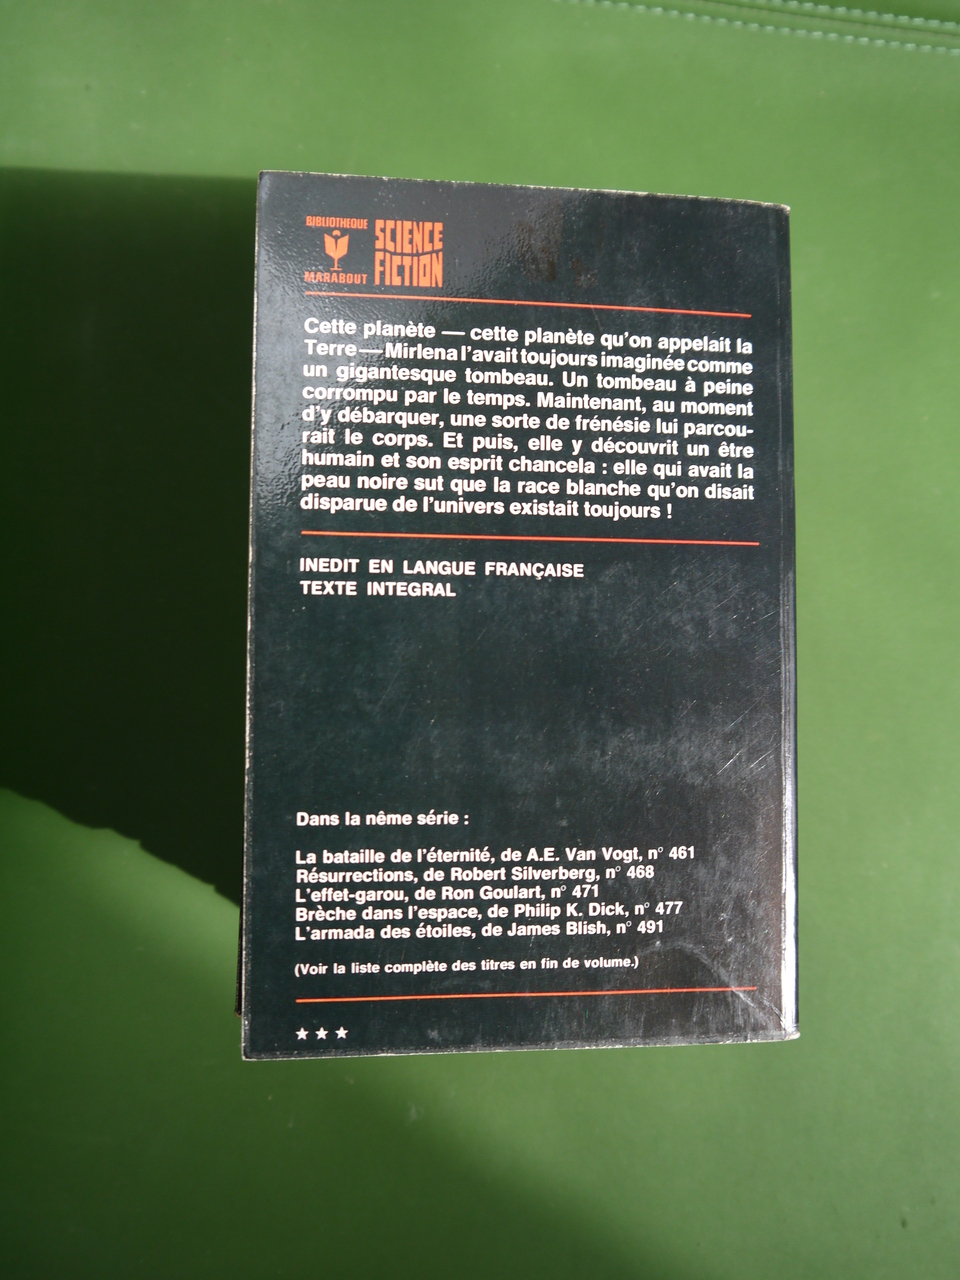 BIBLIOTHEQUE
MARABOUT
SCIENCE
FICTION
Cette planète — cette planète qu'on appelait la
Terre — Mirlena l'avait toujours imaginée comme
un gigantesque tombeau. Un tombeau à peine
corrompu par le temps. Maintenant, au moment
d'y débarquer, une sorte de frénésie lui parcou-
rait le corps. Et puis, elle y découvrit un être
humain et son esprit chancela : elle qui avait la
peau noire sut que la race blanche qu'on disait
disparue de l'univers existait toujours !
INEDIT EN LANGUE FRANÇAISE
TEXTE INTEGRAL
Dans la nême série :
La bataille de l'éternité, de A.E. Van Vogt, n° 461
Résurrections, de Robert Silverberg, n° 468
L'effet-garou, de Ron Goulart, n° 471
Brèche dans l'espace, de Philip K. Dick, n° 477
L'armada des étoiles, de James Blish, n° 491
(Voir la liste complète des titres en fin de volume.)
★ ★ ★